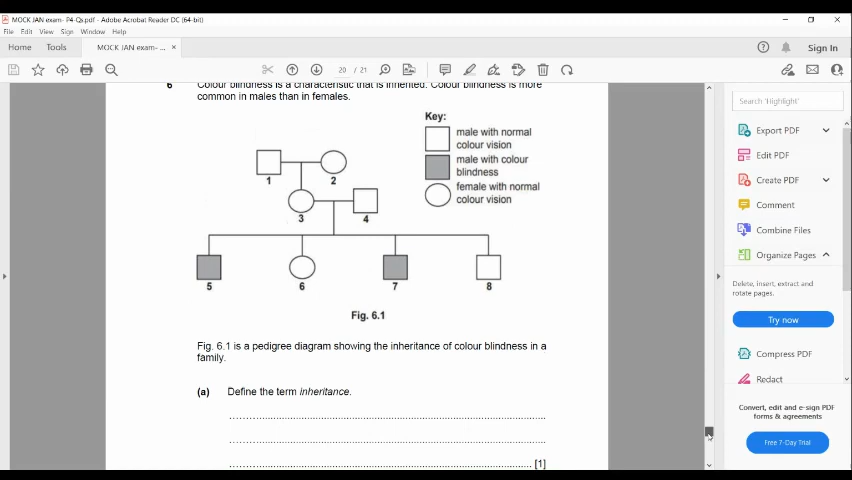 MOCK JAN exam- P4-Qs.pdf - Adobe Acrobat Reader DC (64-bit)
File Edit View Sign Window Help
Home Tools MOCK JAN exam- ... × Sign In
20 / 21
6 Colour blindness is a characteristic that is inherited. Colour blindness is more
common in males than in females.
Key:
male with normal
colour vision
male with colour
blindness
female with normal
colour vision
1 2
3 4
5 6 7 8
Fig. 6.1
Fig. 6.1 is a pedigree diagram showing the inheritance of colour blindness in a
family.
(a) Define the term inheritance.
[1]
Search 'Highlight'
Export PDF
Edit PDF
Create PDF
Comment
Combine Files
Organize Pages
Delete, insert, extract and
rotate pages.
Try now
Compress PDF
Redact
Convert, edit and e-sign PDF
forms & agreements
Free 7-Day Trial